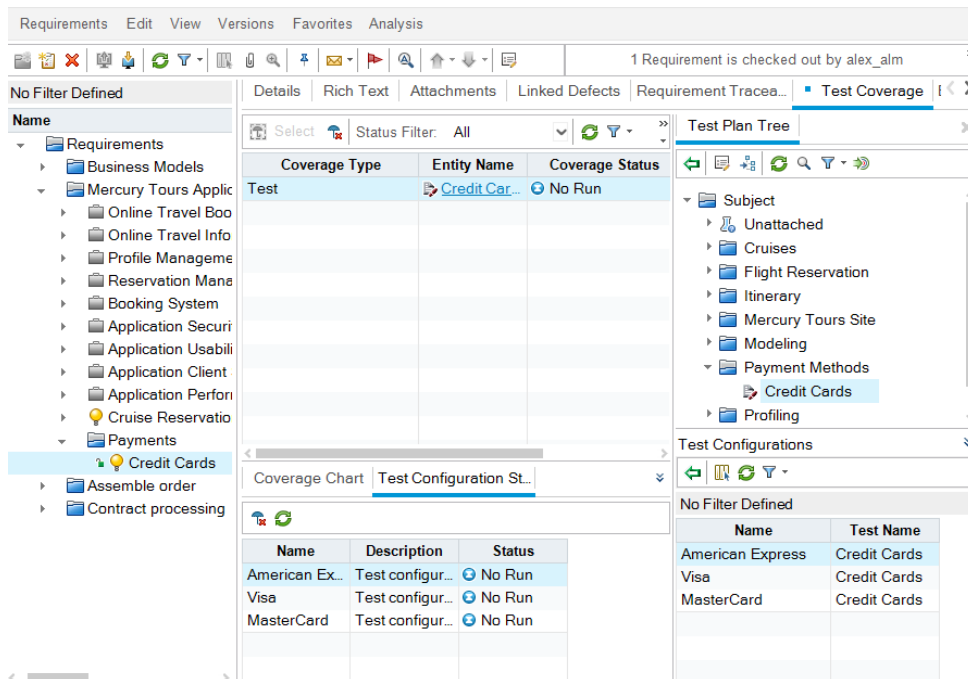 Requirements Edit View Versions Favorites Analysis
1 Requirement is checked out by alex_alm
No Filter Defined
Name
Requirements
Business Models
Mercury Tours Applic
Online Travel Boo
Online Travel Info
Profile Manageme
Reservation Mana
Booking System
Application Securi
Application Usabili
Application Client
Application Perfor
Cruise Reservatio
Payments
Credit Cards
Assemble order
Contract processing
Details Rich Text Attachments Linked Defects Requirement Tracea... Test Coverage
Select Status Filter: All
Coverage Type Entity Name Coverage Status
Test Credit Car... No Run
Coverage Chart Test Configuration St...
Name Description Status
American Ex... Test configur... No Run
Visa Test configur... No Run
MasterCard Test configur... No Run
Test Plan Tree
Subject
Unattached
Cruises
Flight Reservation
Itinerary
Mercury Tours Site
Modeling
Payment Methods
Credit Cards
Profiling
Test Configurations
No Filter Defined
Name Test Name
American Express Credit Cards
Visa Credit Cards
MasterCard Credit Cards